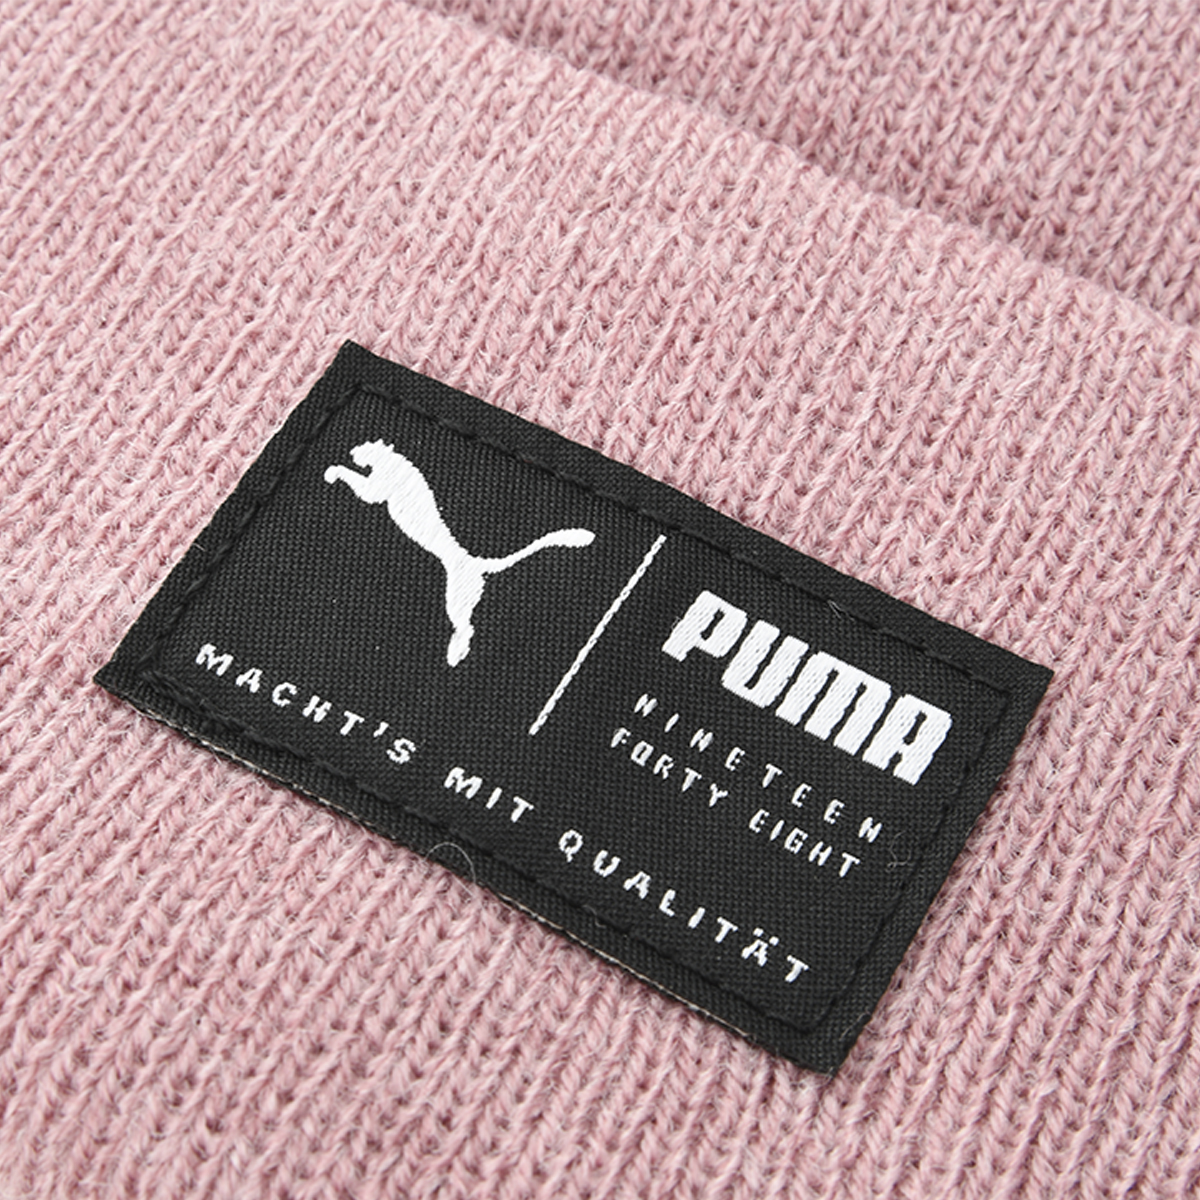 PUMA
NINETEEN
FORTY EIGHT
MACHT'S MIT QUALITÄT